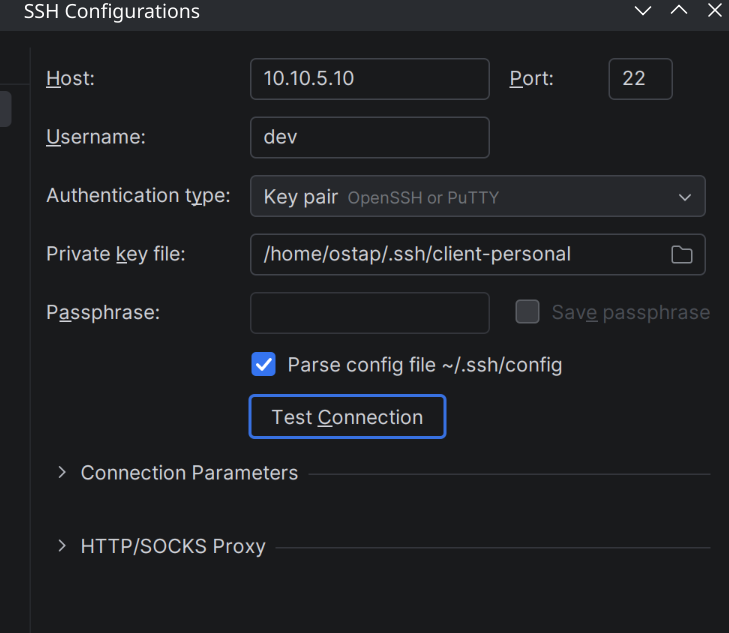 SSH Configurations
Host: 10.10.5.10 Port: 22
Username: dev
Authentication type: Key pair OpenSSH or PuTTY
Private key file: /home/ostap/.ssh/client-personal
Passphrase: Save passphrase
Parse config file ~/.ssh/config
Test Connection
Connection Parameters
HTTP/SOCKS Proxy